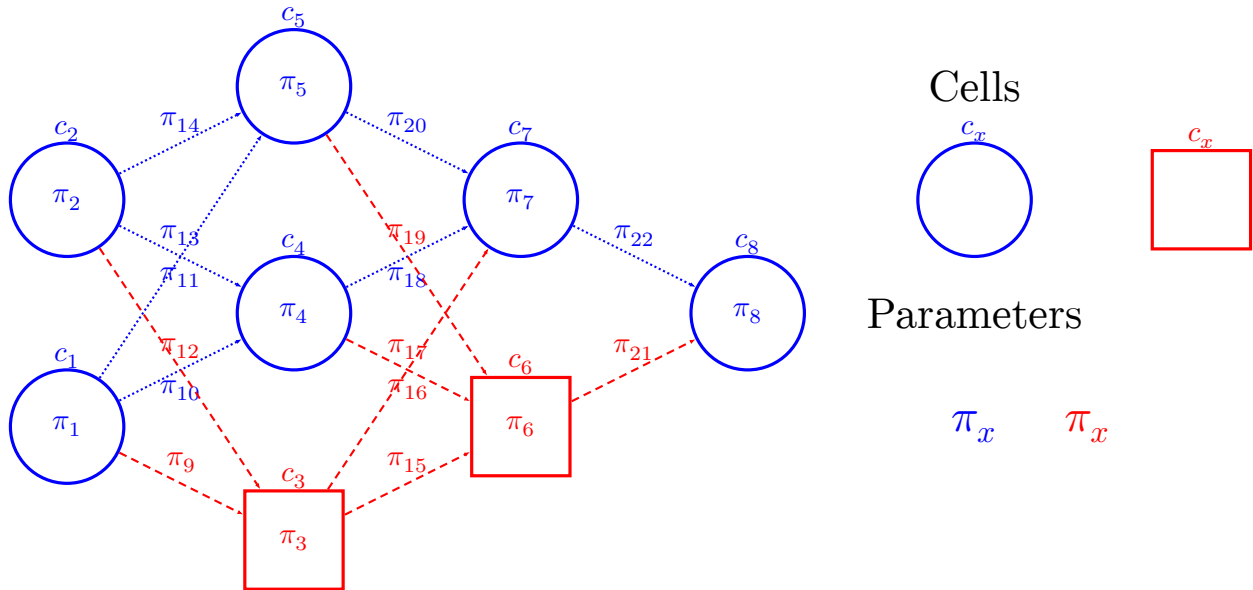 c₅
π₅
Cells
π₁₄
π₂₀
c₂
c₇
cₓ
cₓ
π₂
π₇
π₁₃
π₁₉
π₂₂
c₄
c₈
π₁₁
π₁₈
π₄
π₈
Parameters
c₁
π₁₂
π₁₇
π₂₁
c₆
π₁₀
π₁₆
π₁
π₆
πₓ
πₓ
π₉
π₁₅
c₃
π₃